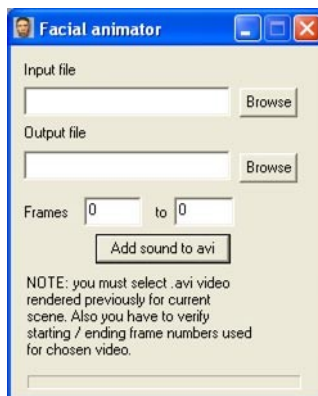 Facial animator
Input file
Browse
Output file
Browse
Frames 0 to 0
Add sound to avi
NOTE: you must select .avi video
rendered previously for current
scene. Also you have to verify
starting / ending frame numbers used
for chosen video.